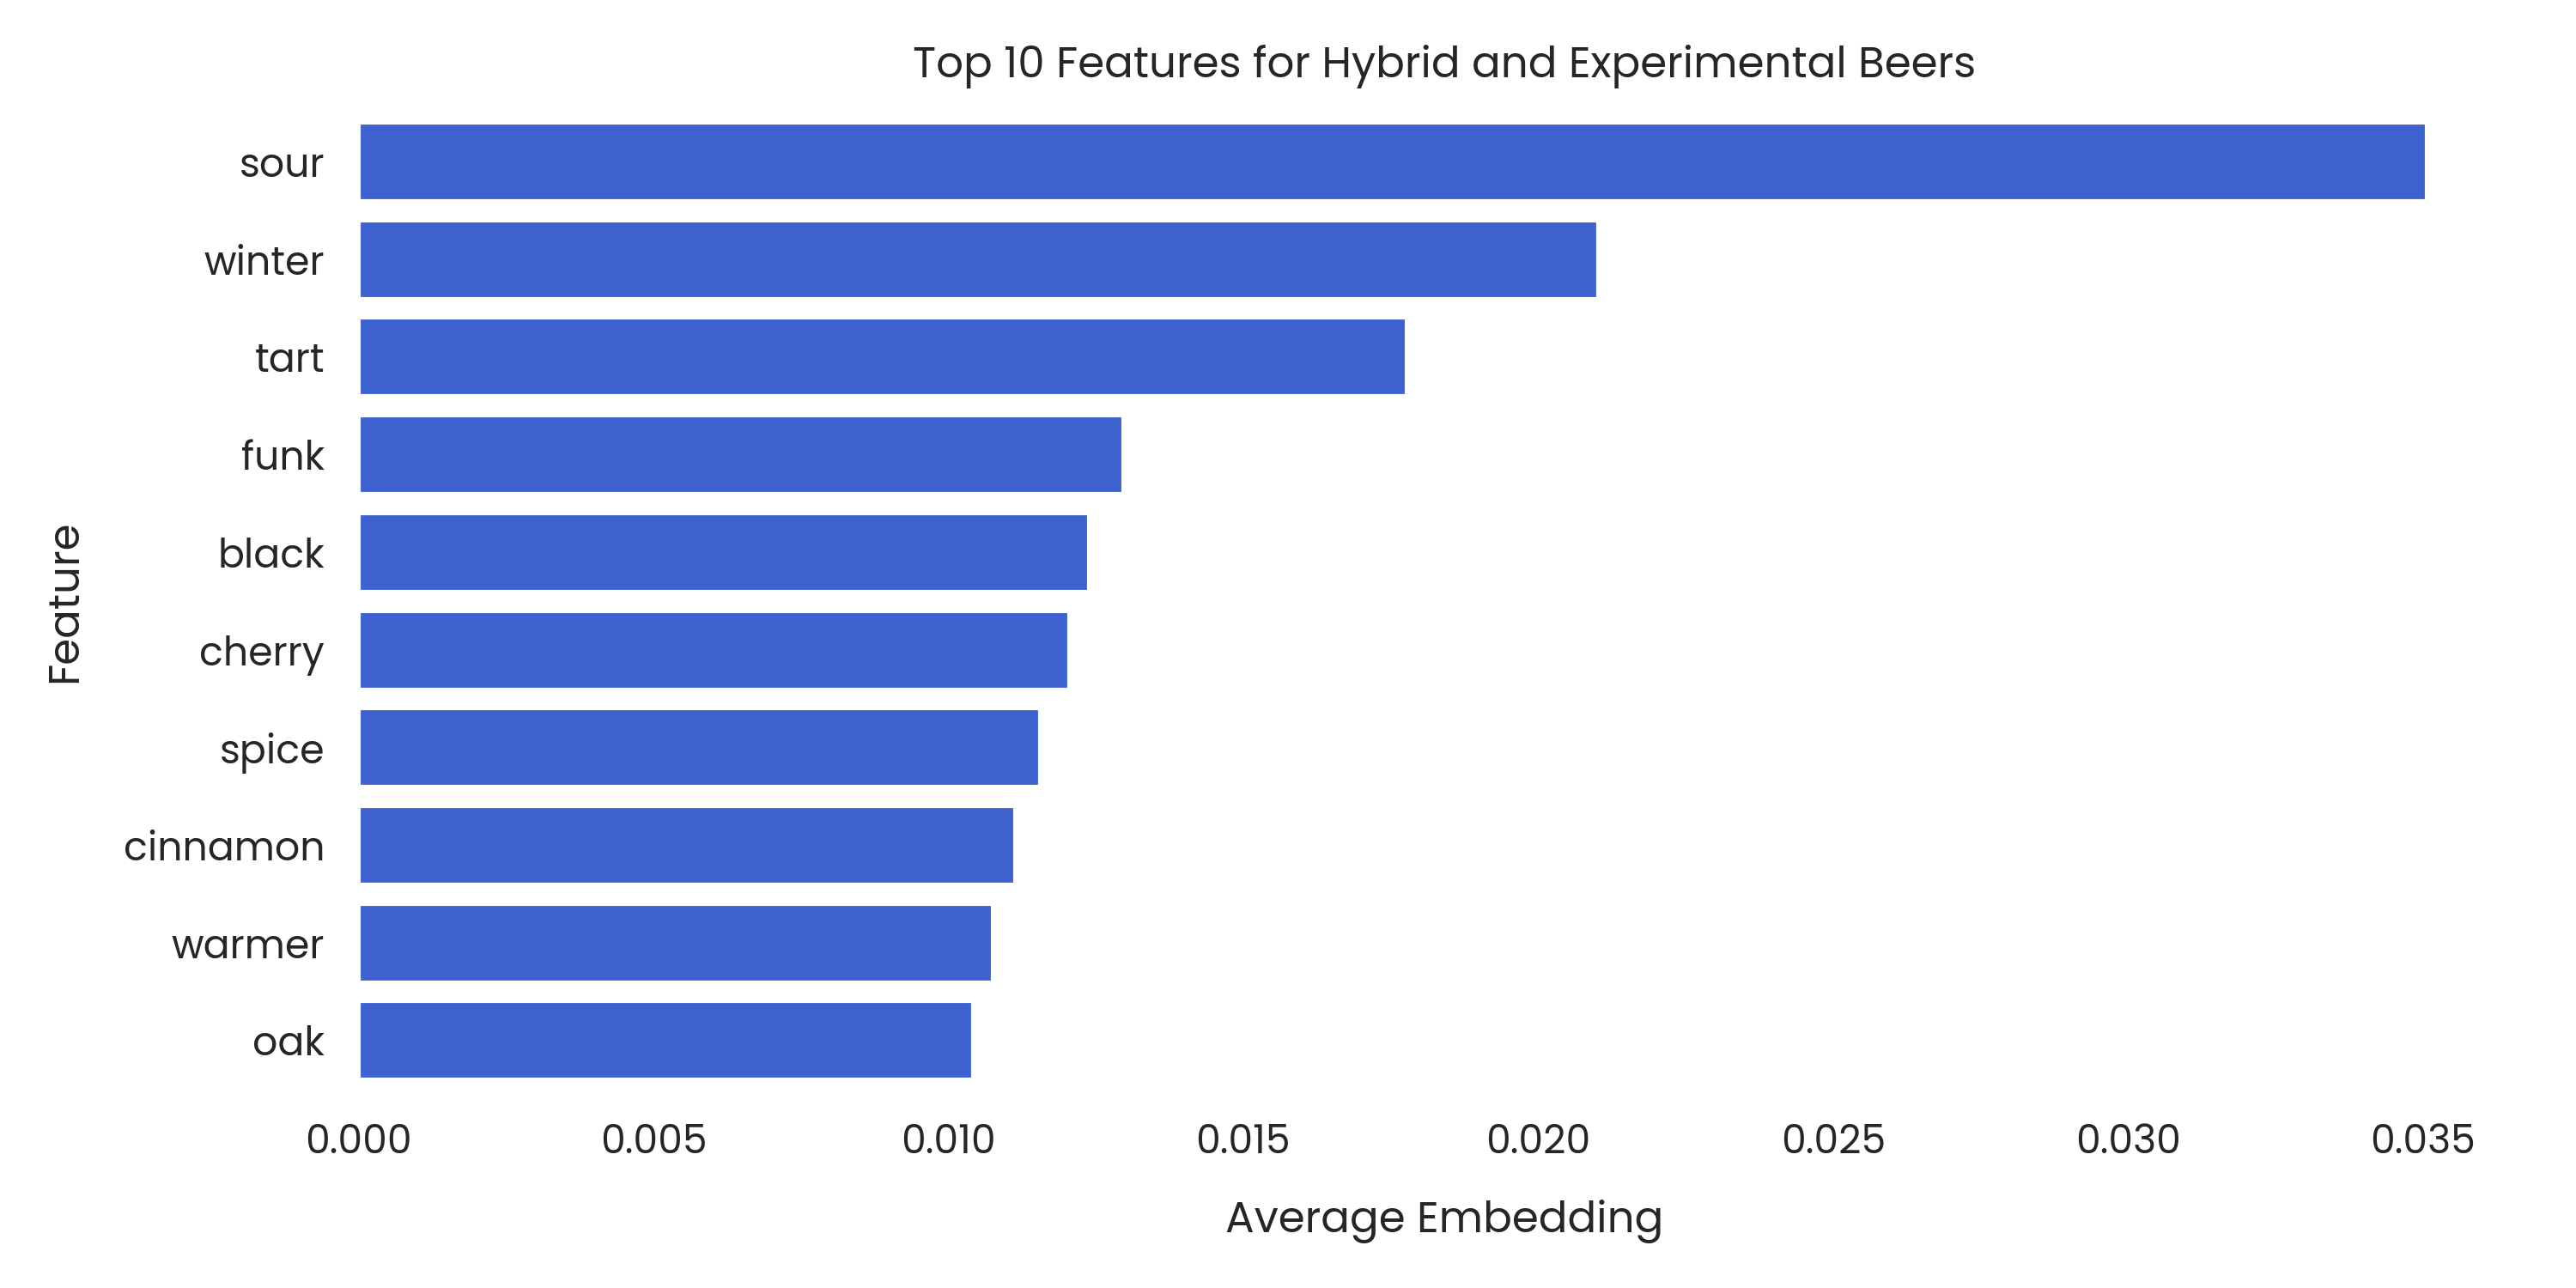 Top 10 Features for Hybrid and Experimental Beers
sour
winter
tart
funk
black
cherry
spice
cinnamon
warmer
oak
Feature
0.000 0.005 0.010 0.015 0.020 0.025 0.030 0.035
Average Embedding